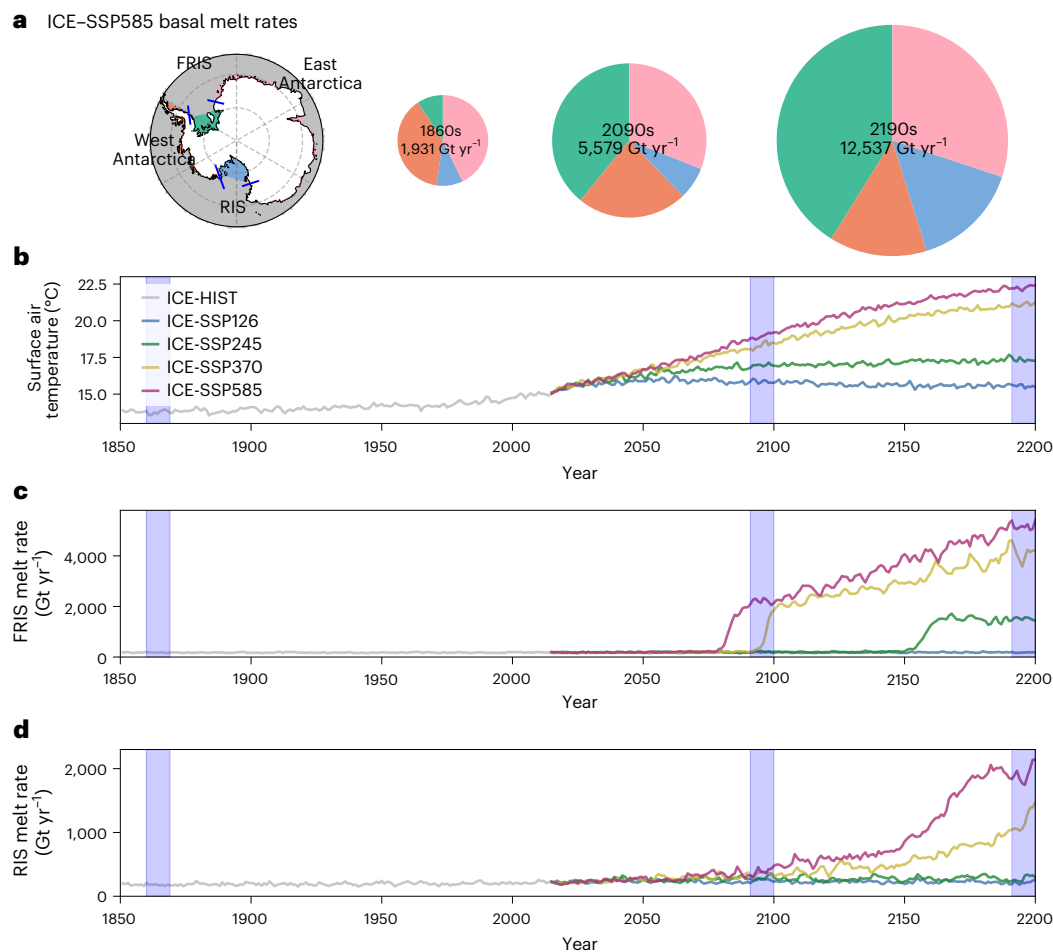 a ICE–SSP585 basal melt rates
FRIS
East
Antarctica
West
Antarctica
RIS
1860s
1,931 Gt yr⁻¹
2090s
5,579 Gt yr⁻¹
2190s
12,537 Gt yr⁻¹
b
Surface air
temperature (°C)
22.5
20.0
17.5
15.0
ICE-HIST
ICE-SSP126
ICE-SSP245
ICE-SSP370
ICE-SSP585
1850 1900 1950 2000 2050 2100 2150 2200
Year
c
FRIS melt rate
(Gt yr⁻¹)
4,000
2,000
0
1850 1900 1950 2000 2050 2100 2150 2200
Year
d
RIS melt rate
(Gt yr⁻¹)
2,000
1,000
0
1850 1900 1950 2000 2050 2100 2150 2200
Year